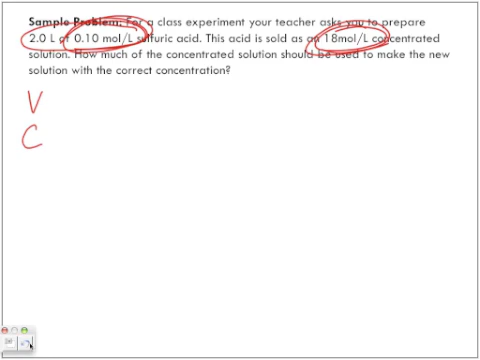 Sample Problem: For a class experiment your teacher asks you to prepare
2.0 L of 0.10 mol/L sulfuric acid. This acid is sold as an 18mol/L concentrated
solution. How much of the concentrated solution should be used to make the new
solution with the correct concentration?
V
C